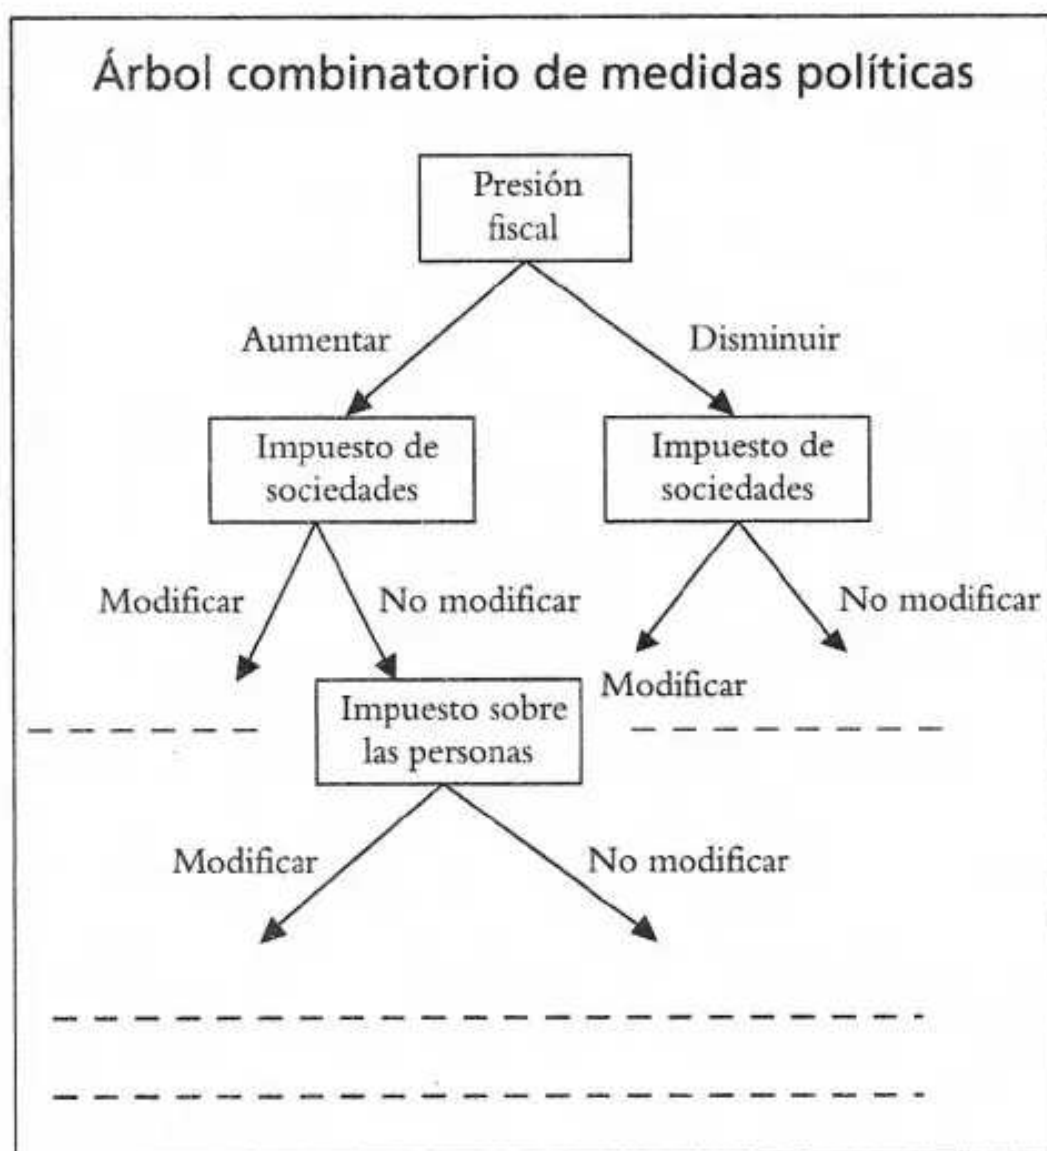 Árbol combinatorio de medidas políticas
Presión
fiscal
Aumentar
Disminuir
Impuesto de
sociedades
Impuesto de
sociedades
Modificar
No modificar
Modificar
No modificar
Impuesto sobre
las personas
Modificar
No modificar